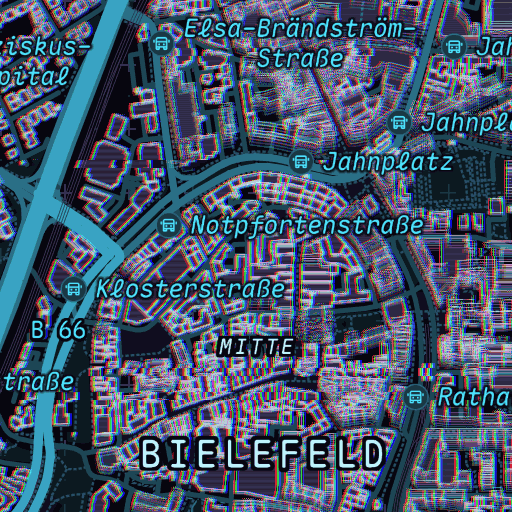 Elsa-Brändström-
Straße
Jahnplatz
Notpfortenstraße
Klosterstraße
B 66
MITTE
BIELEFELD